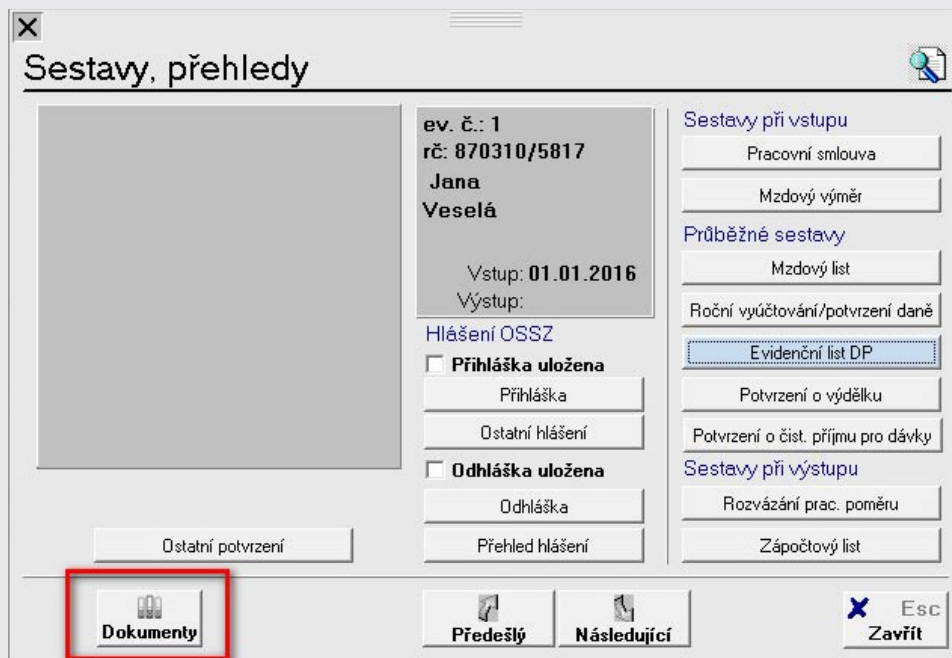 Sestavy, přehledy
ev. č.: 1
rč: 870310/5817
Jana
Veselá
Vstup: 01.01.2016
Výstup:
Hlášení OSSZ
Přihláška uložena
Přihláška
Ostatní hlášení
Odhláška uložena
Odhláška
Přehled hlášení
Sestavy při vstupu
Pracovní smlouva
Mzdový výměr
Průběžné sestavy
Mzdový list
Roční vyúčtování/potvrzení daně
Evidenční list DP
Potvrzení o výdělku
Potvrzení o čist. příjmu pro dávky
Sestavy při výstupu
Rozvázání prac. poměru
Zápočtový list
Ostatní potvrzení
Dokumenty
Předešlý
Následující
Esc
Zavřít